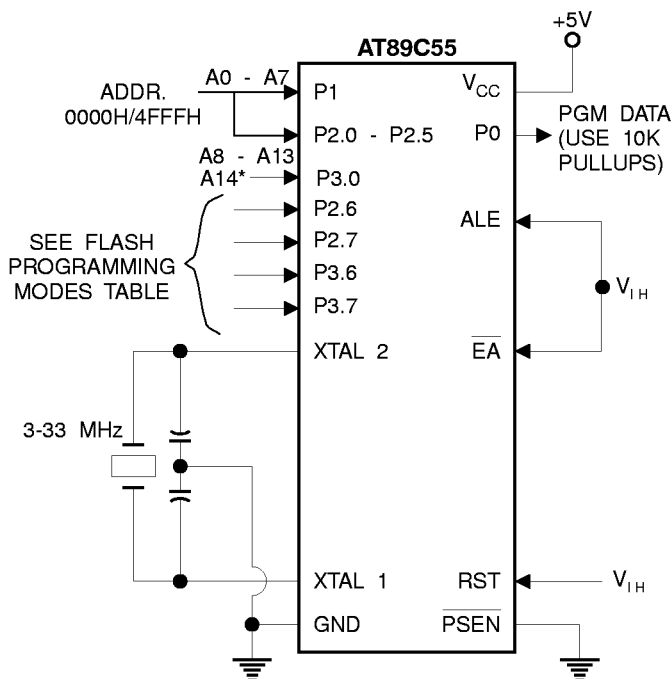 +5V
AT89C55
ADDR.
0000H/4FFFH
A0 - A7
P1
VCC
P2.0 - P2.5
P0
PGM DATA
(USE 10K
PULLUPS)
A8 - A13
A14*
P3.0
P2.6
ALE
SEE FLASH
PROGRAMMING
MODES TABLE
P2.7
P3.6
P3.7
VIH
XTAL 2
EA
3-33 MHz
XTAL 1
RST
VIH
GND
PSEN